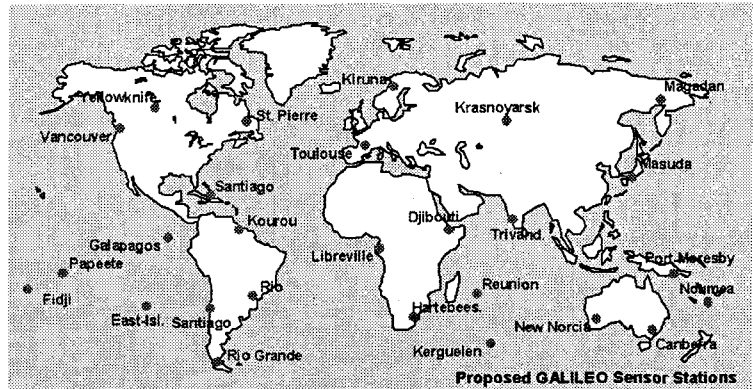 Kiruna
Magadan
Yellowknife
Krasnoyarsk
St. Pierre
Vancouver
Toulouse
Masuda
Santiago
Kourou
Djibouti
Trivand.
Galapagos
Libreville
Port Moresby
Papeete
Rio
Reunion
Noumea
Fidji
East-Isl.
Santiago
Hartebees.
New Norcia
Canberra
Rio Grande
Kerguelen
Proposed GALILEO Sensor Stations